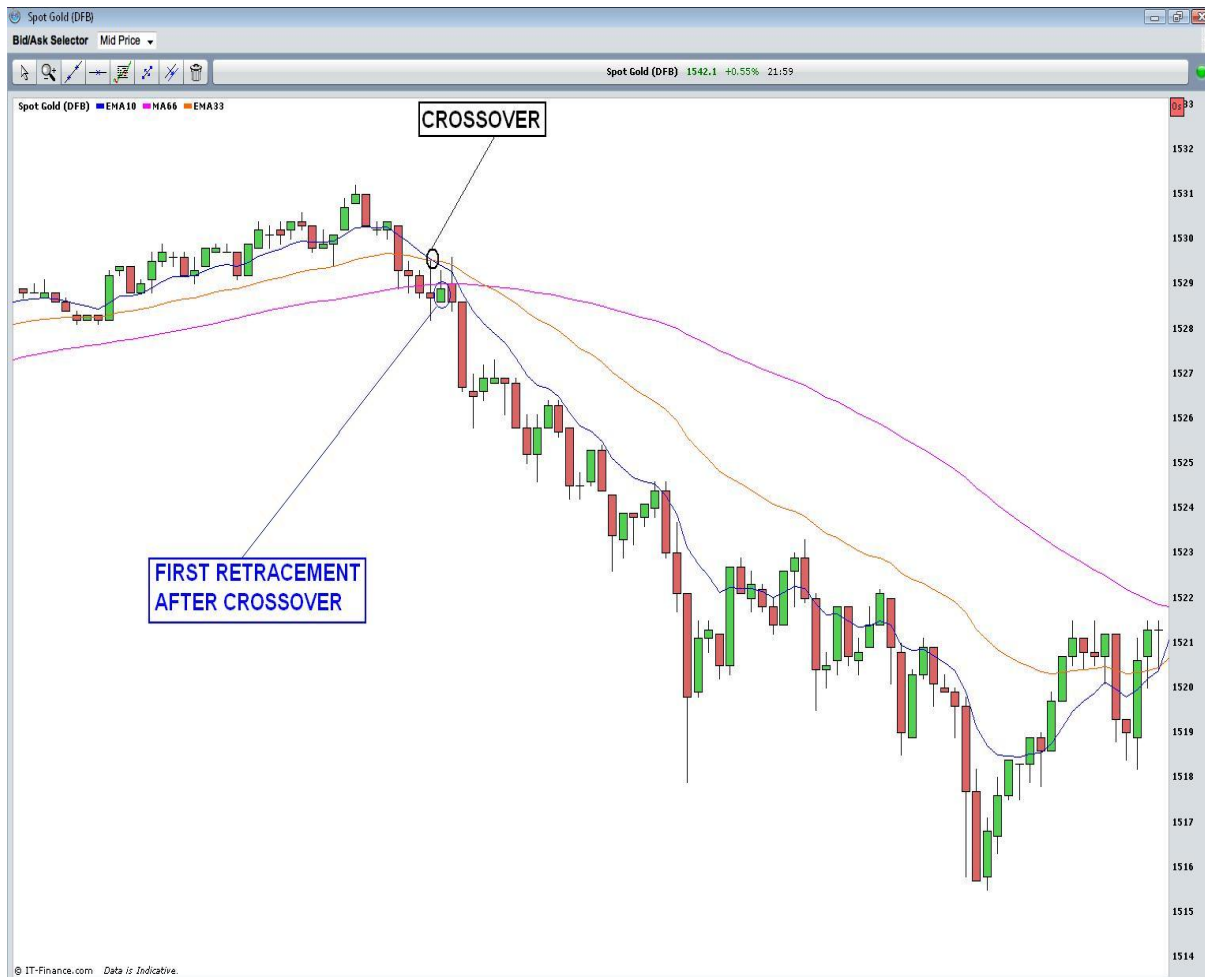 Spot Gold (DFB)
Bid/Ask Selector Mid Price
Spot Gold (DFB) 1542.1 +0.55% 21:59
Spot Gold (DFB) EMA10 MA66 EMA33
0s 33
CROSSOVER
1532
1531
1530
1529
1528
1527
1526
1525
1524
1523
FIRST RETRACEMENT
AFTER CROSSOVER
1522
1521
1520
1519
1518
1517
1516
1515
1514
© IT-Finance.com Data is Indicative.